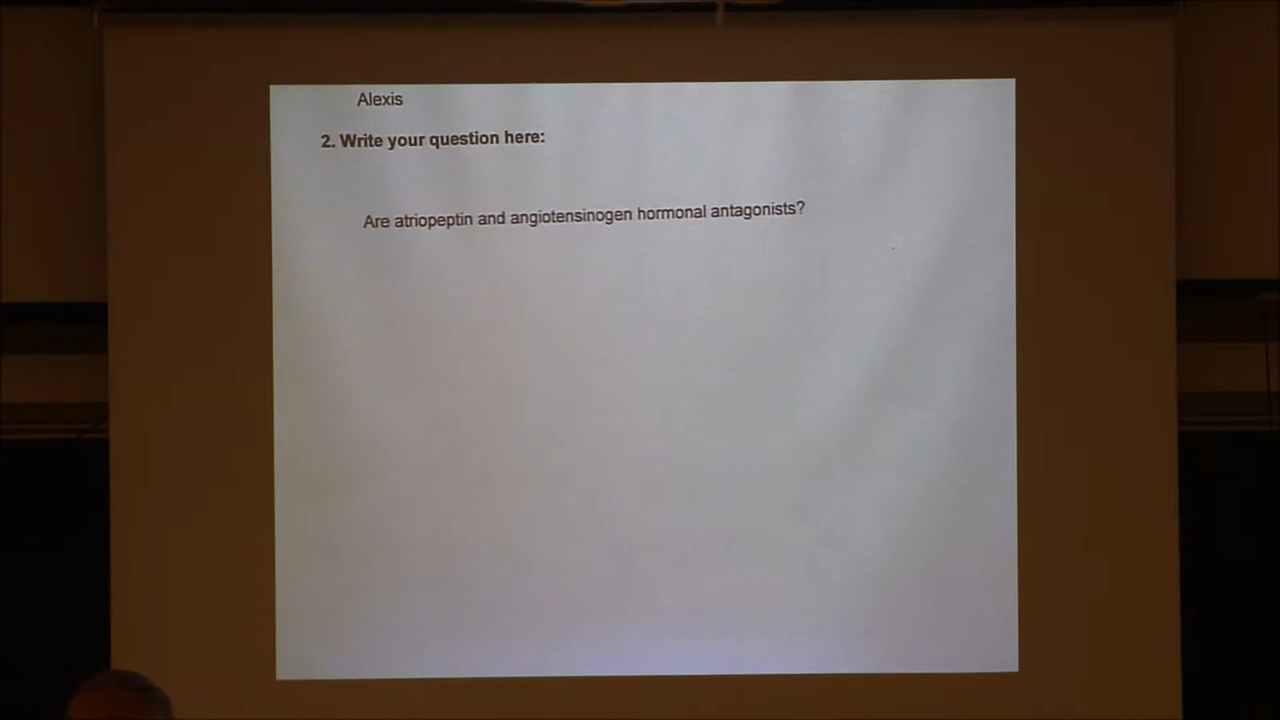 Alexis
2. Write your question here:
Are atriopeptin and angiotensinogen hormonal antagonists?